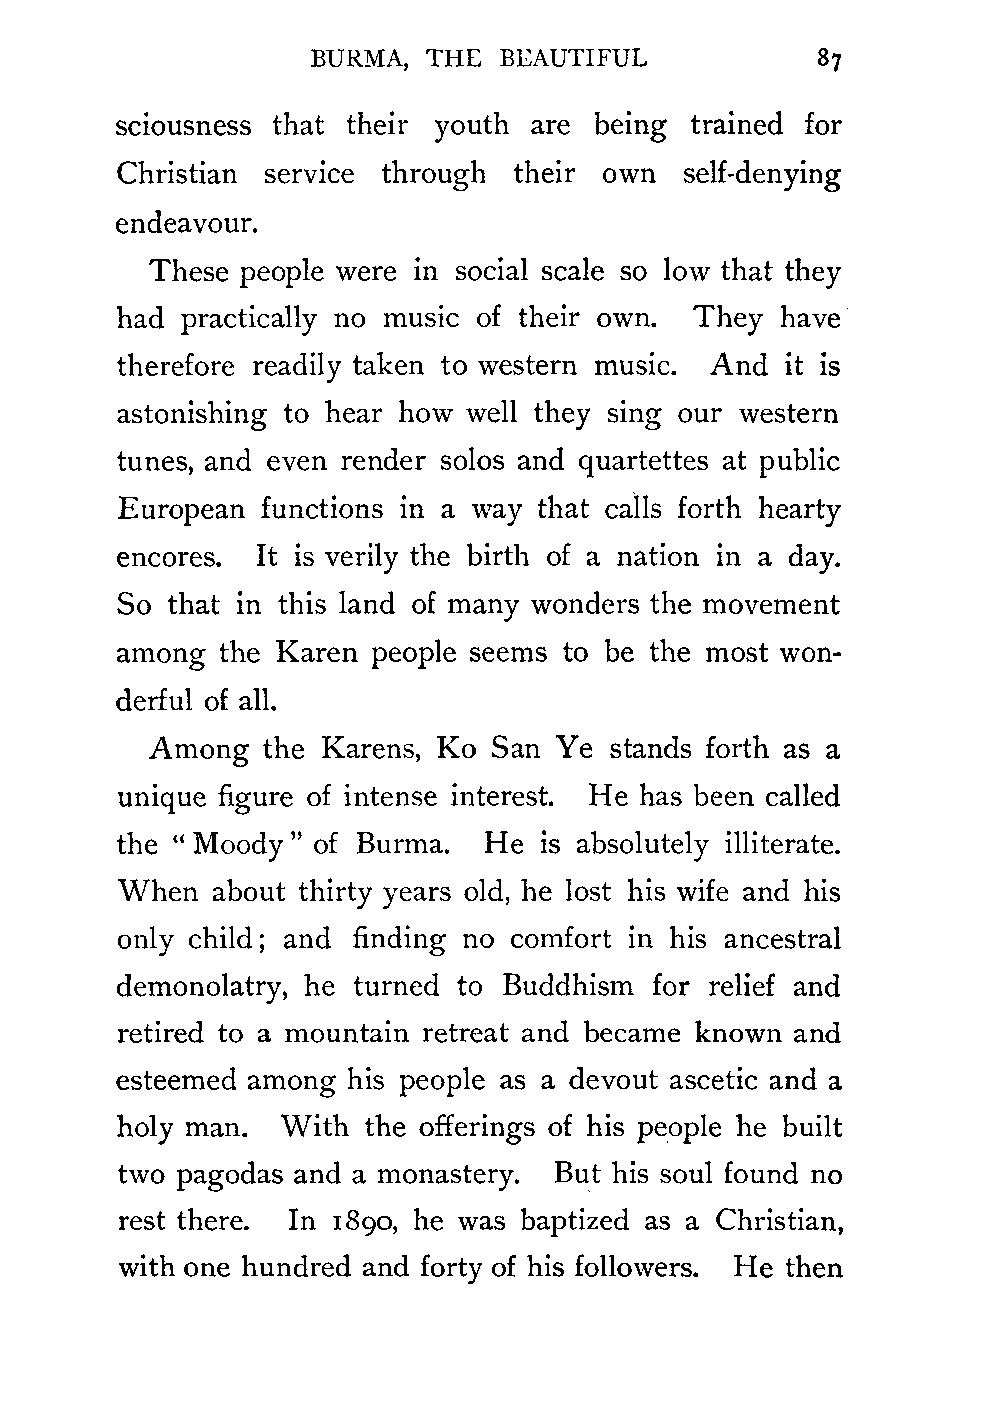 BURMA, THE BEAUTIFUL 87
sciousness that their youth are being trained for
Christian service through their own self-denying
endeavour.
These people were in social scale so low that they
had practically no music of their own. They have
therefore readily taken to western music. And it is
astonishing to hear how well they sing our western
tunes, and even render solos and quartettes at public
European functions in a way that calls forth hearty
encores. It is verily the birth of a nation in a day.
So that in this land of many wonders the movement
among the Karen people seems to be the most won-
derful of all.
Among the Karens, Ko San Ye stands forth as a
unique figure of intense interest. He has been called
the “ Moody ” of Burma. He is absolutely illiterate.
When about thirty years old, he lost his wife and his
only child; and finding no comfort in his ancestral
demonolatry, he turned to Buddhism for relief and
retired to a mountain retreat and became known and
esteemed among his people as a devout ascetic and a
holy man. With the offerings of his people he built
two pagodas and a monastery. But his soul found no
rest there. In 1890, he was baptized as a Christian,
with one hundred and forty of his followers. He then